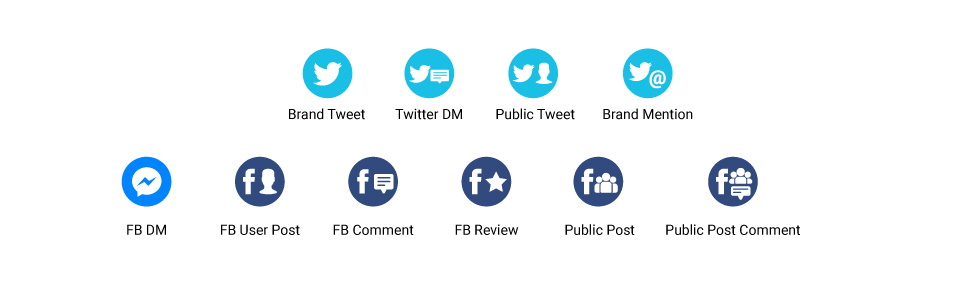 Brand Tweet Twitter DM Public Tweet Brand Mention
FB DM FB User Post FB Comment FB Review Public Post Public Post Comment